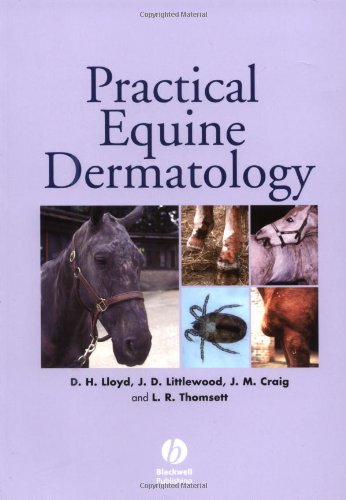 Practical
Equine
Dermatology
D. H. Lloyd, J. D. Littlewood, J. M. Craig
and L. R. Thomsett
Blackwell
Publishing